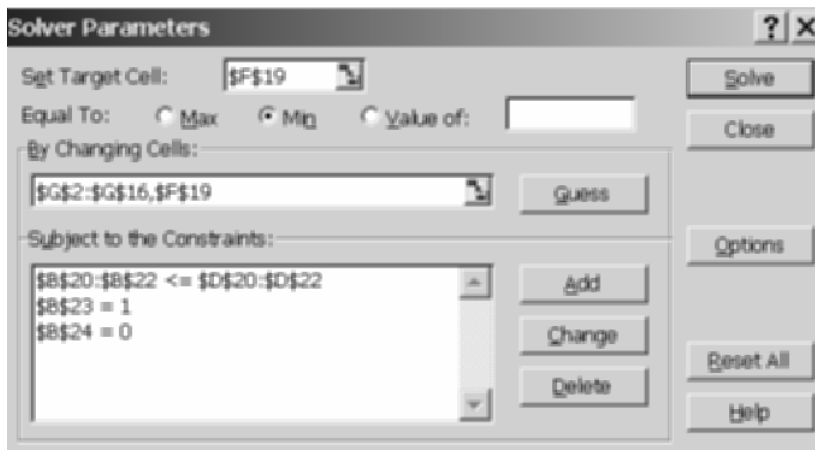 Solver Parameters
Set Target Cell: $F$19
Solve
Equal To: Max Min Value of:
Close
By Changing Cells:
$G$2:$G$16,$F$19
Guess
Subject to the Constraints:
Options
$B$20:$B$22 <= $D$20:$D$22
$B$23 = 1
$B$24 = 0
Add
Change
Delete
Reset All
Help